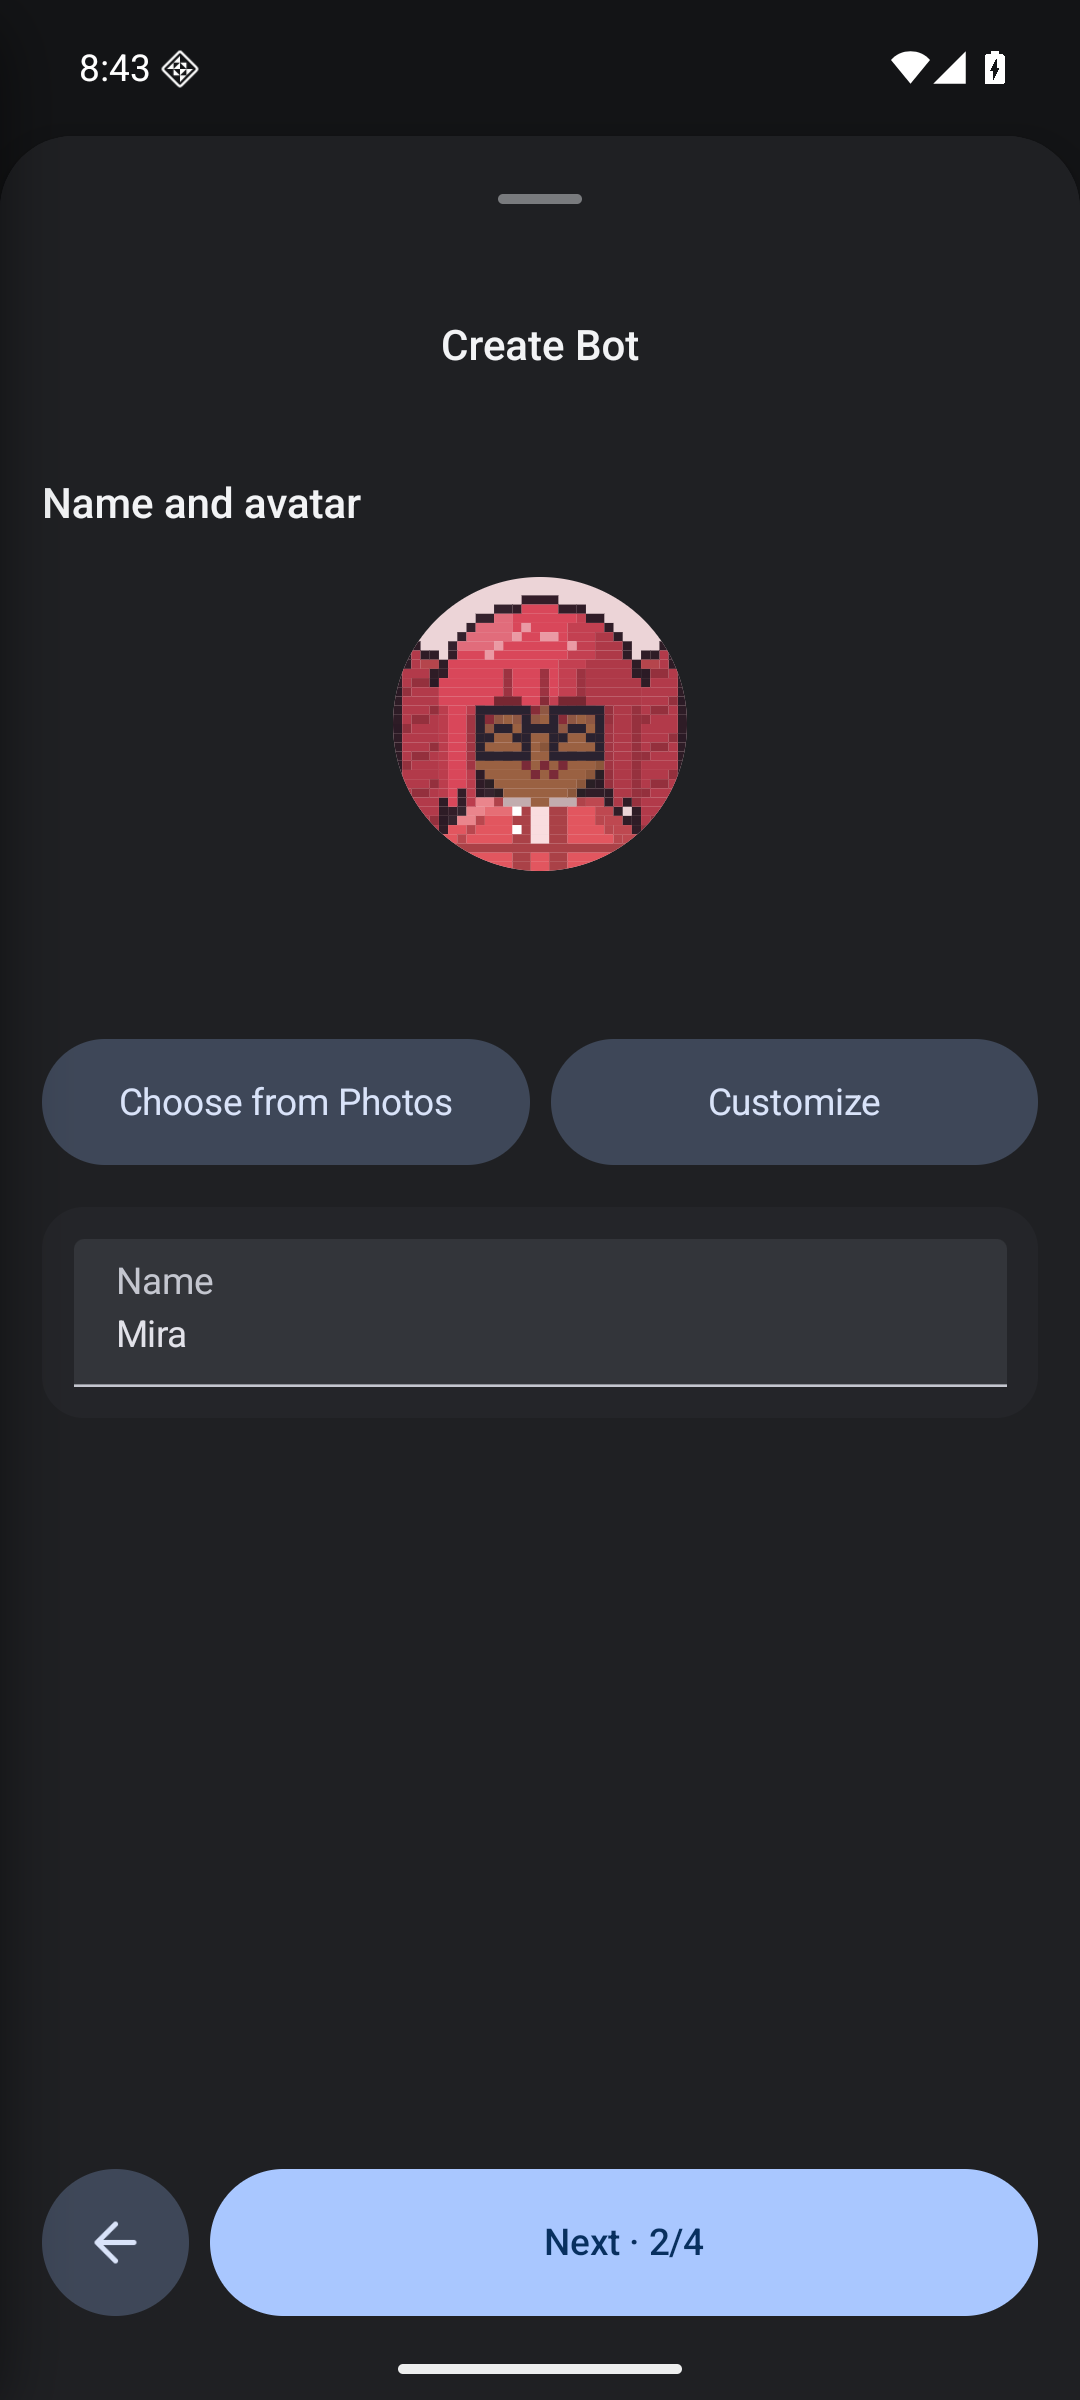 8:43
Create Bot
Name and avatar
Choose from Photos
Customize
Name
Mira
Next · 2/4